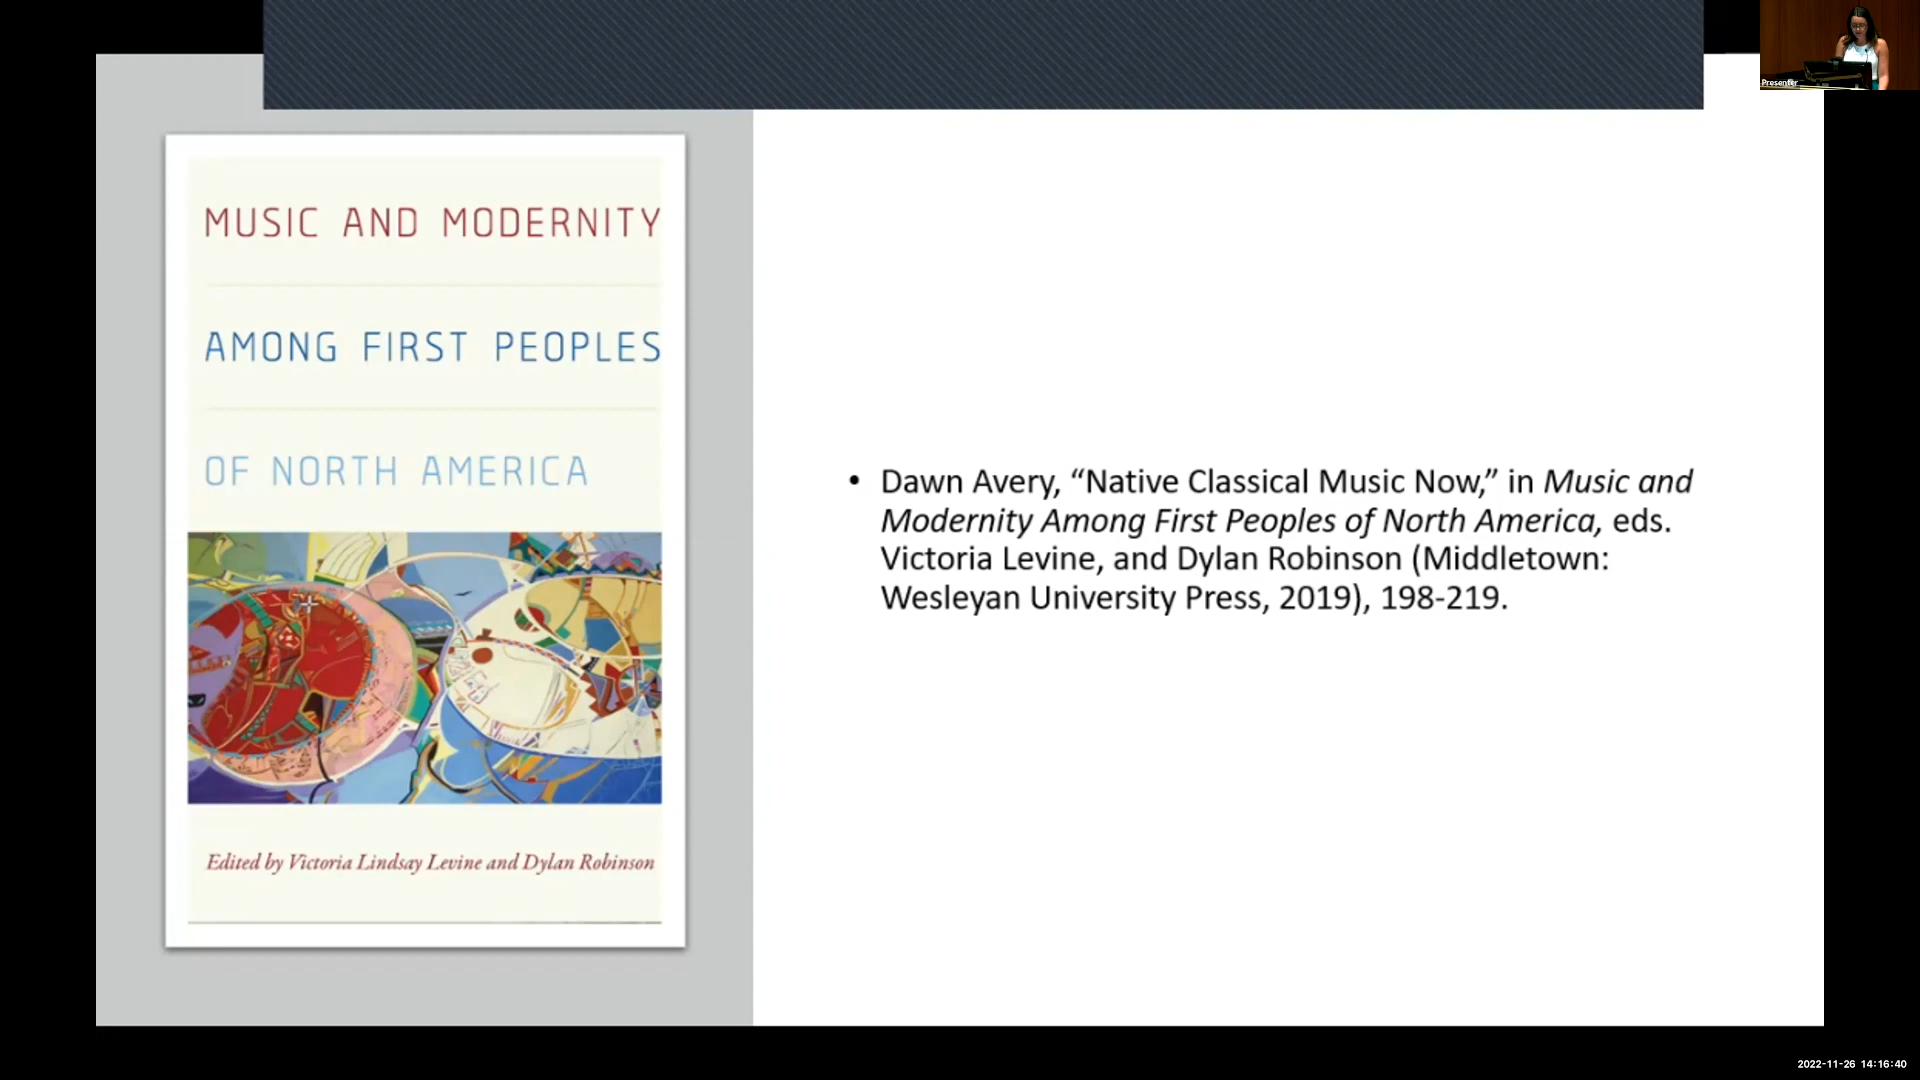 Presenter
MUSIC AND MODERNITY
AMONG FIRST PEOPLES
OF NORTH AMERICA
Edited by Victoria Lindsay Levine and Dylan Robinson
• Dawn Avery, “Native Classical Music Now,” in Music and
Modernity Among First Peoples of North America, eds.
Victoria Levine, and Dylan Robinson (Middletown:
Wesleyan University Press, 2019), 198-219.
2022-11-26 14:16:40